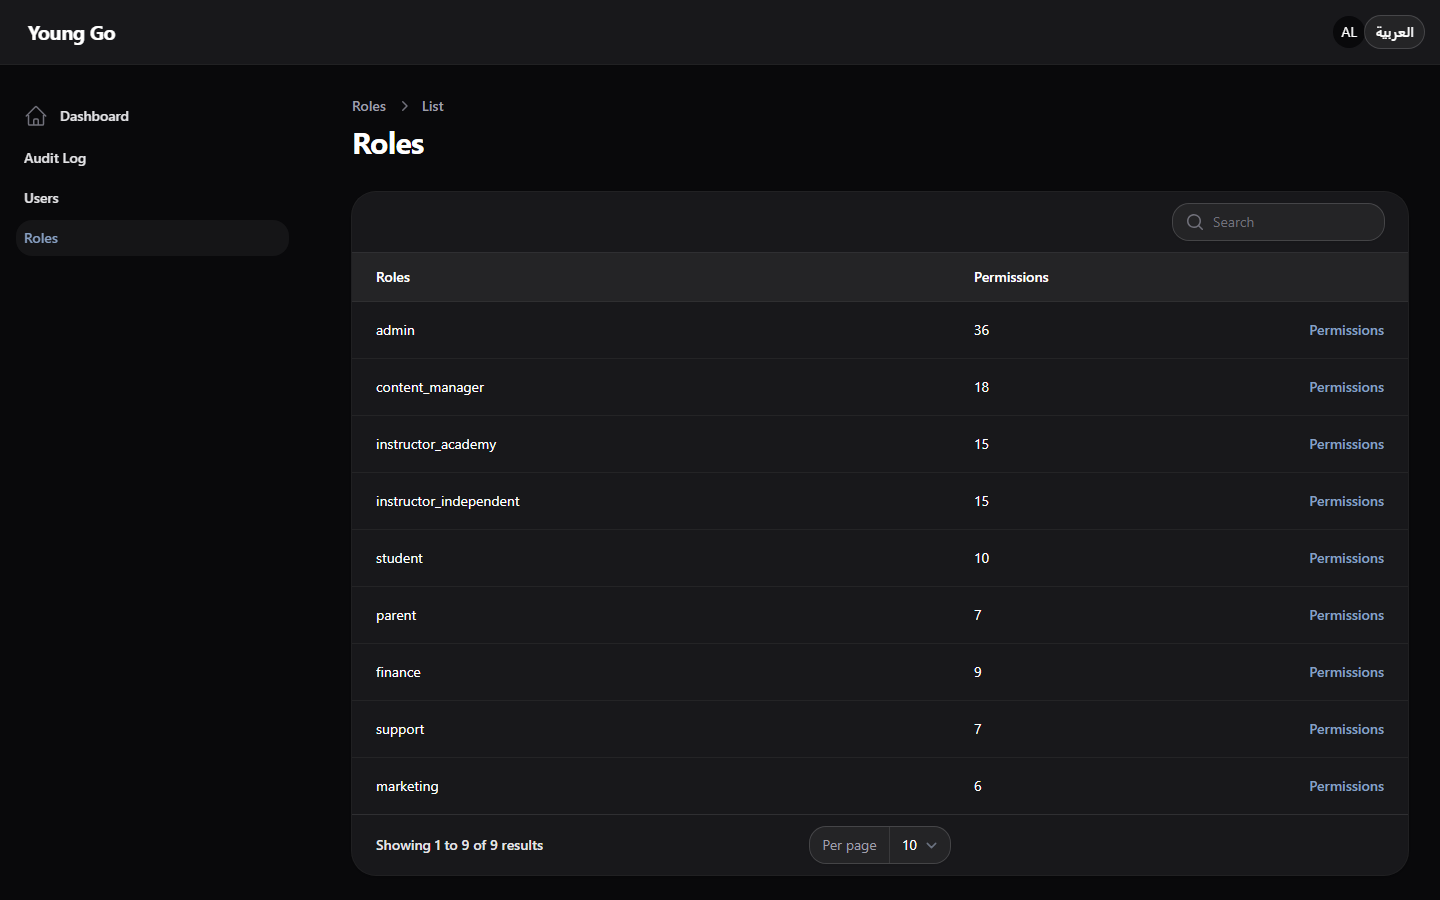 Young Go
AL العربية
Dashboard
Audit Log
Users
Roles
Roles > List
Roles
Search
Roles Permissions
admin 36 Permissions
content_manager 18 Permissions
instructor_academy 15 Permissions
instructor_independent 15 Permissions
student 10 Permissions
parent 7 Permissions
finance 9 Permissions
support 7 Permissions
marketing 6 Permissions
Showing 1 to 9 of 9 results Per page 10